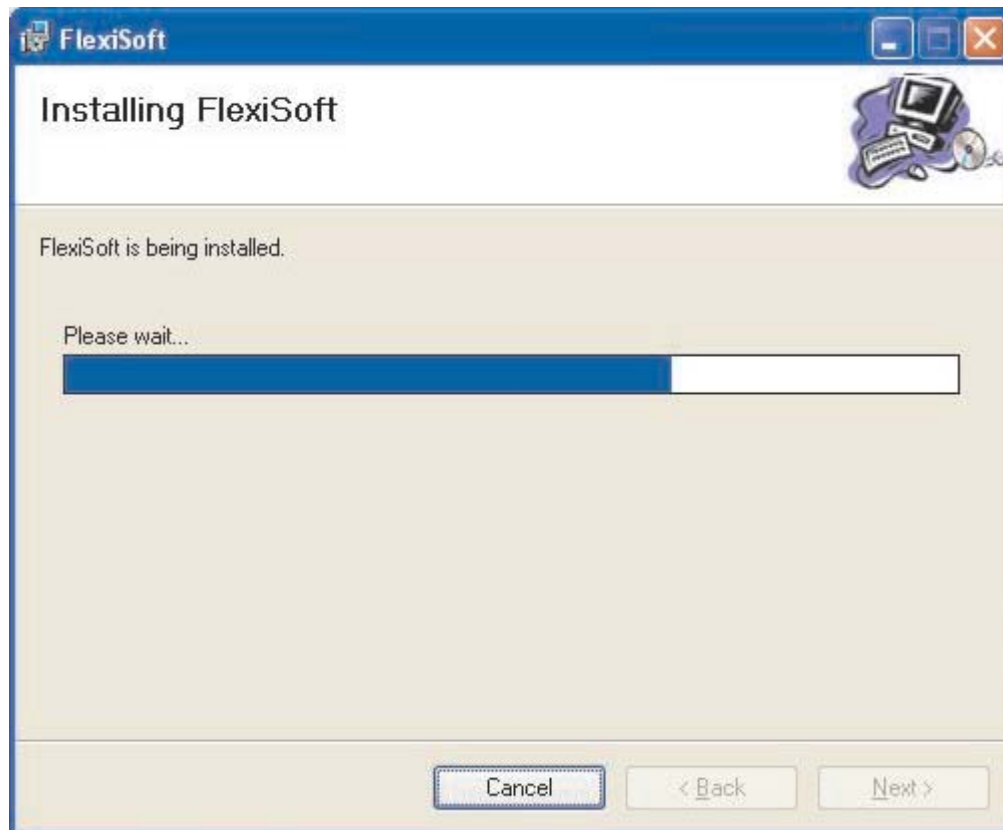 FlexiSoft
Installing FlexiSoft
FlexiSoft is being installed.
Please wait...
Cancel
< Back
Next >